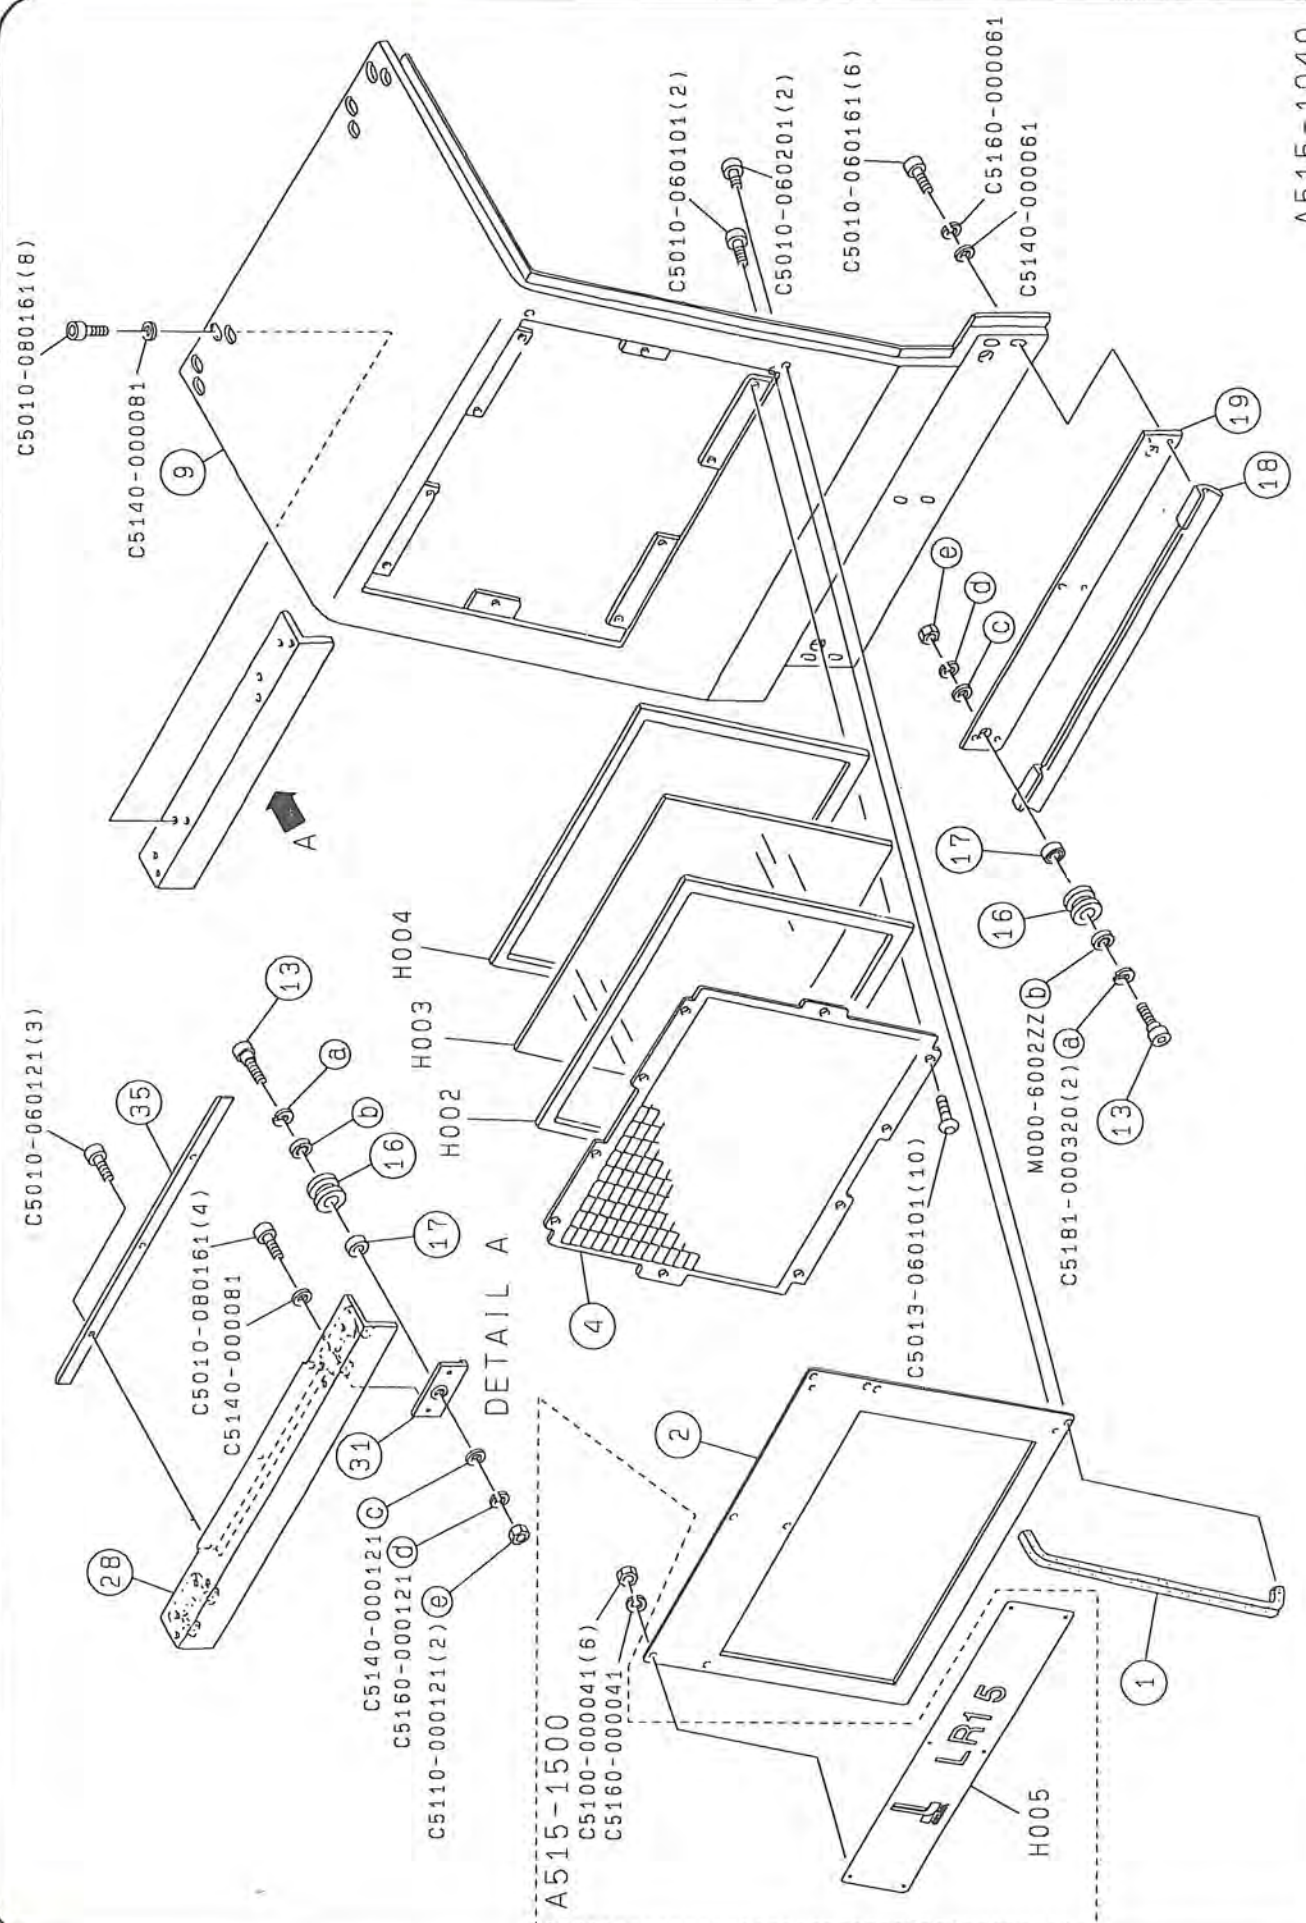 C5010-060121(3)
35
28
C5010-080161(4)
C5140-000081
13
a
b
16
17
31
DETAIL A
C5140-000121 c
C5160-000121 d
C5110-000121(2) e
A
C5010-080161(8)
C5140-000081
9
H004
H003
H002
4
C5010-060101(2)
C5010-060201(2)
C5010-060161(6)
C5160-000061
C5140-000061
A515-1500
C5100-000041(6)
C5160-000041
2
H005
LR15
1
C5013-060101(10)
e
d
c
19
18
17
16
M000-6002ZZ b
C5181-000320(2) a
13